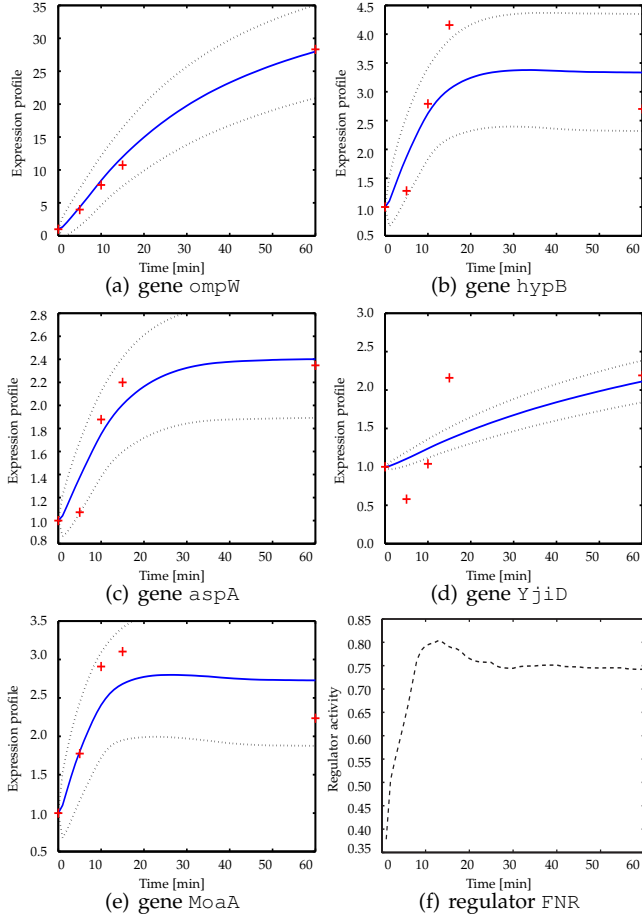 35
30
25
20
15
10
5
0
Expression profile
0 10 20 30 40 50 60
Time [min]
(a) gene ompW
4.5
4.0
3.5
3.0
2.5
2.0
1.5
1.0
0.5
Expression profile
0 10 20 30 40 50 60
Time [min]
(b) gene hypB
2.8
2.6
2.4
2.2
2.0
1.8
1.6
1.4
1.2
1.0
0.8
Expression profile
0 10 20 30 40 50 60
Time [min]
(c) gene aspA
3.0
2.5
2.0
1.5
1.0
0.5
0.0
Expression profile
0 10 20 30 40 50 60
Time [min]
(d) gene YjiD
3.5
3.0
2.5
2.0
1.5
1.0
0.5
Expression profile
0 10 20 30 40 50 60
Time [min]
(e) gene MoaA
0.85
0.80
0.75
0.70
0.65
0.60
0.55
0.50
0.45
0.40
0.35
Regulator activity
0 10 20 30 40 50 60
Time [min]
(f) regulator FNR